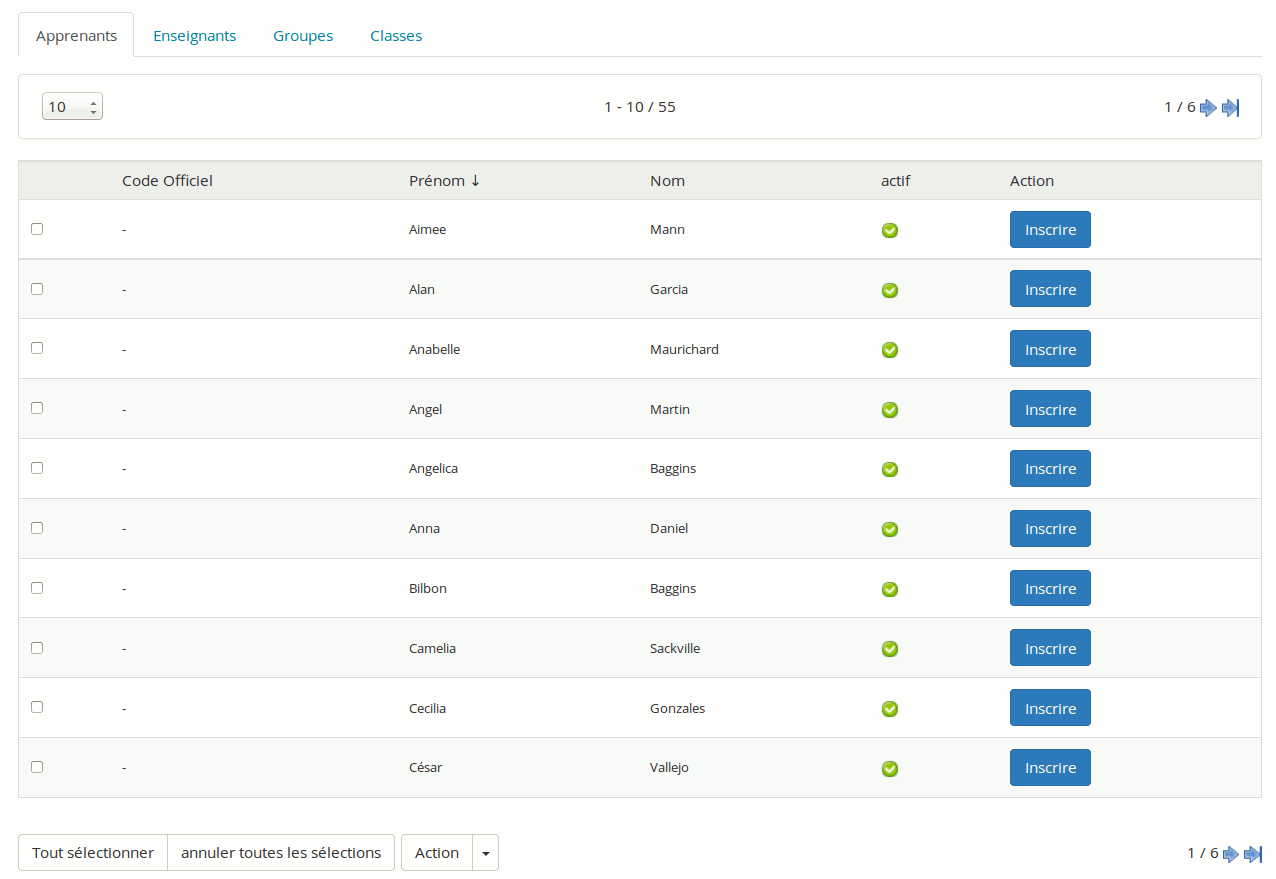 Apprenants Enseignants Groupes Classes
10 1 - 10 / 55 1 / 6
Code Officiel Prénom ↓ Nom actif Action
- Aimee Mann Inscrire
- Alan Garcia Inscrire
- Anabelle Maurichard Inscrire
- Angel Martin Inscrire
- Angelica Baggins Inscrire
- Anna Daniel Inscrire
- Bilbon Baggins Inscrire
- Camelia Sackville Inscrire
- Cecilia Gonzales Inscrire
- César Vallejo Inscrire
Tout sélectionner annuler toutes les sélections Action 1 / 6